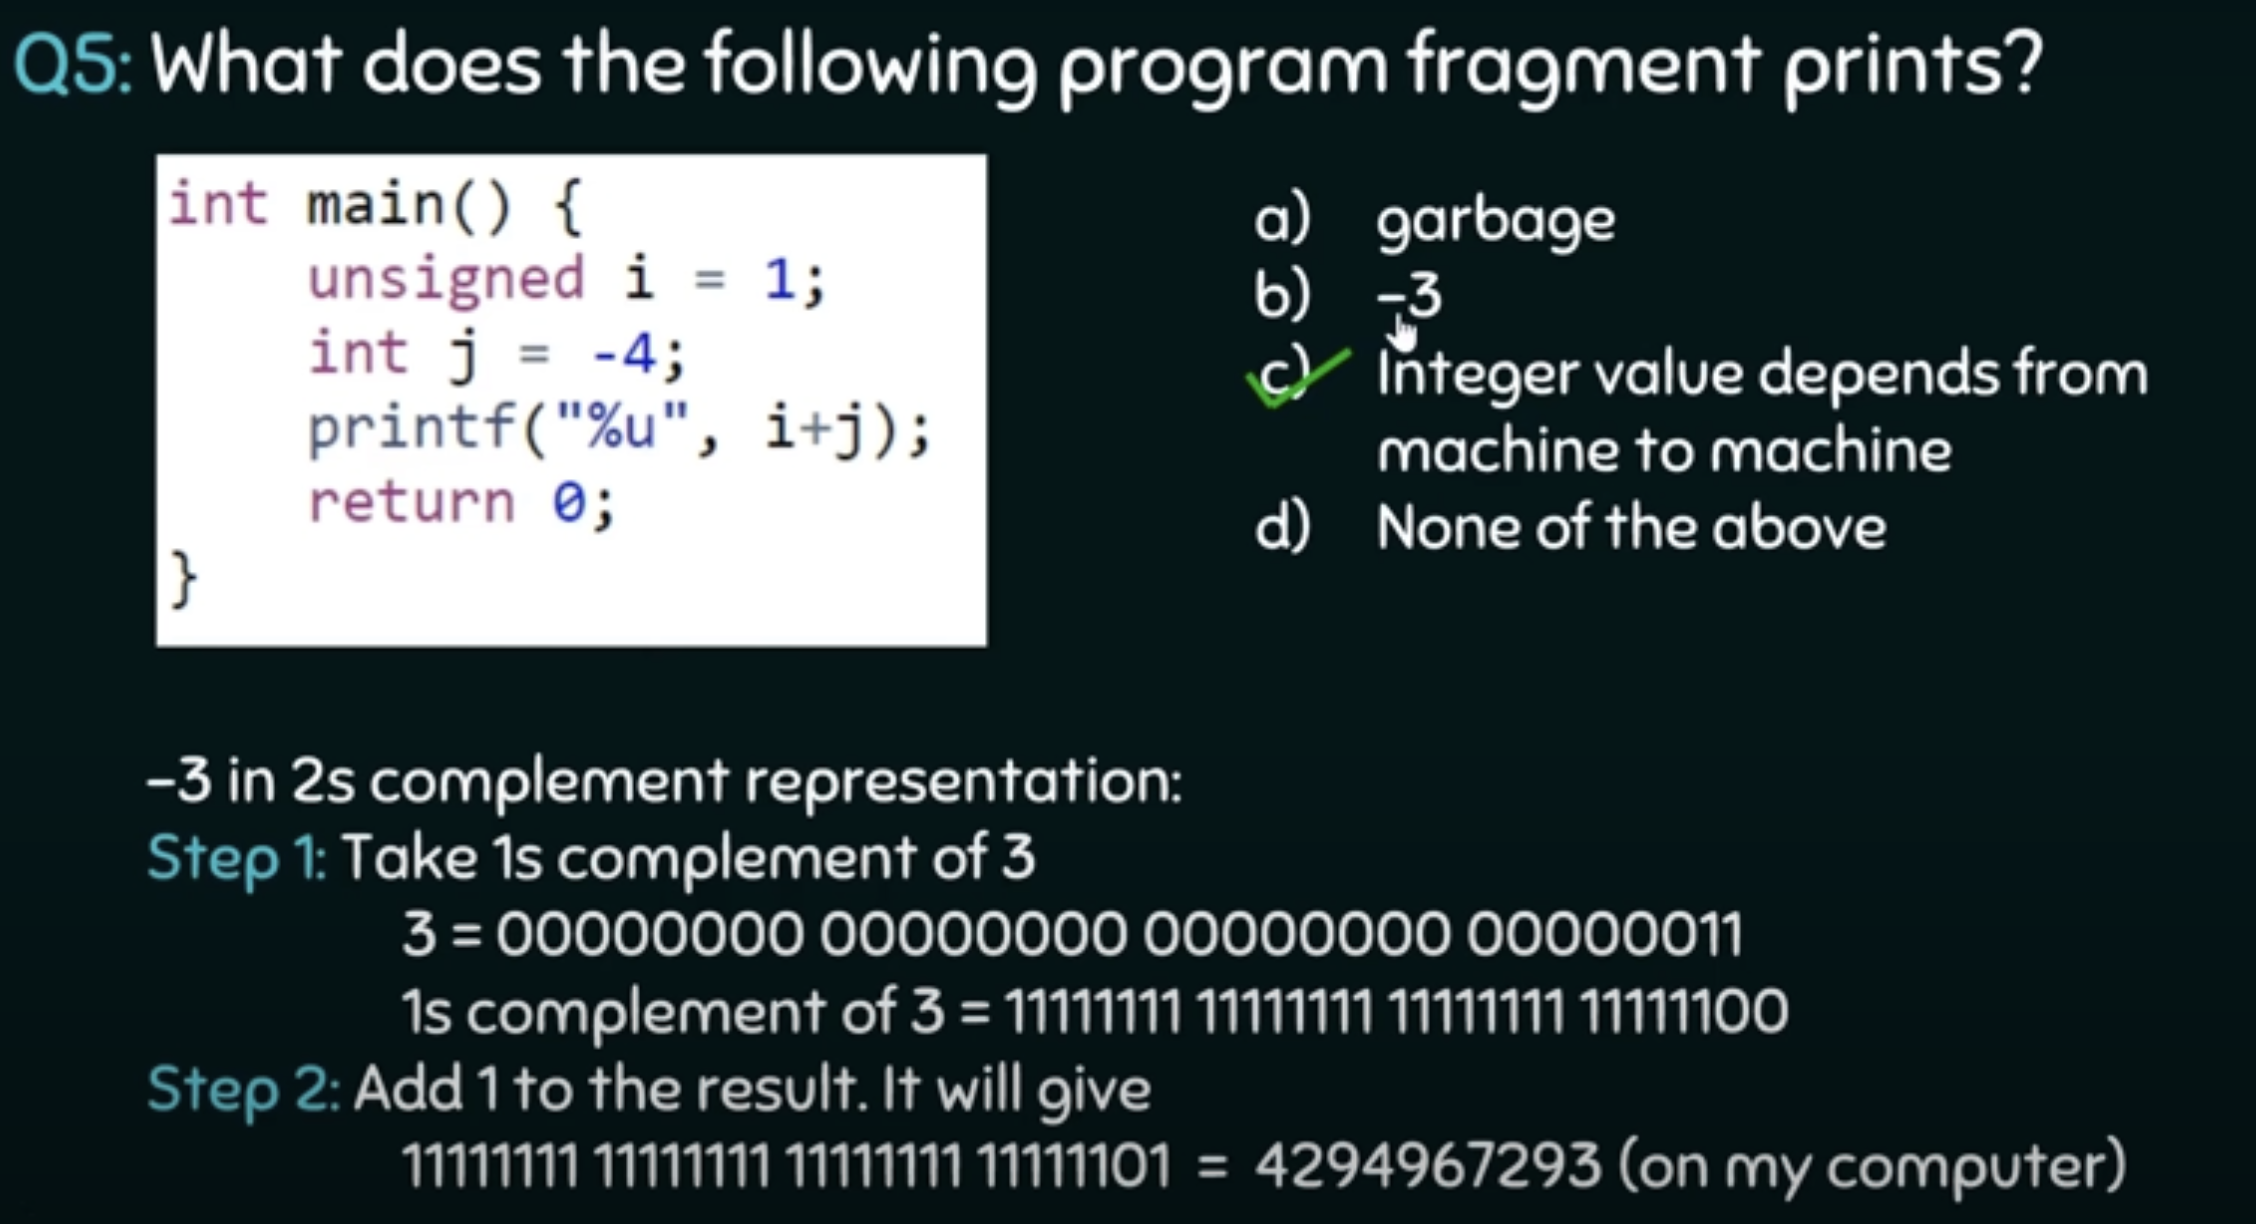 Q5: What does the following program fragment prints?
int main() {
unsigned i = 1;
int j = -4;
printf("%u", i+j);
return 0;
}
a) garbage
b) -3
c) Integer value depends from
machine to machine
d) None of the above
-3 in 2s complement representation:
Step 1: Take 1s complement of 3
3 = 00000000 00000000 00000000 00000011
1s complement of 3 = 11111111 11111111 11111111 11111100
Step 2: Add 1 to the result. It will give
11111111 11111111 11111111 11111101 = 4294967293 (on my computer)